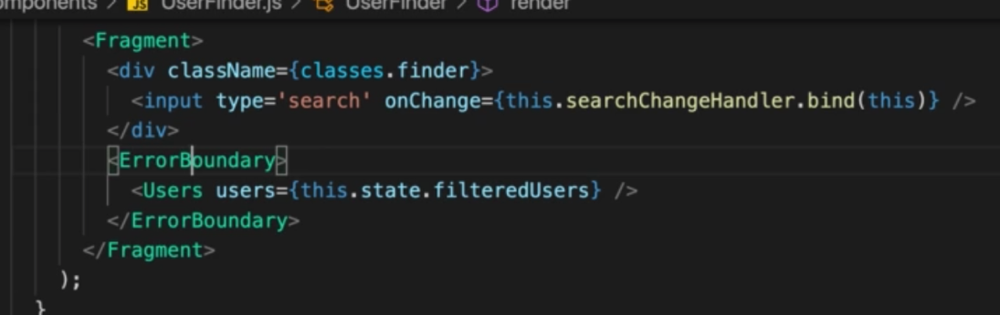 omponents > JS UserFinder.js > UserFinder > render
<Fragment>
<div className={classes.finder}>
<input type='search' onChange={this.searchChangeHandler.bind(this)} />
</div>
<ErrorBoundary>
<Users users={this.state.filteredUsers} />
</ErrorBoundary>
</Fragment>
);
}